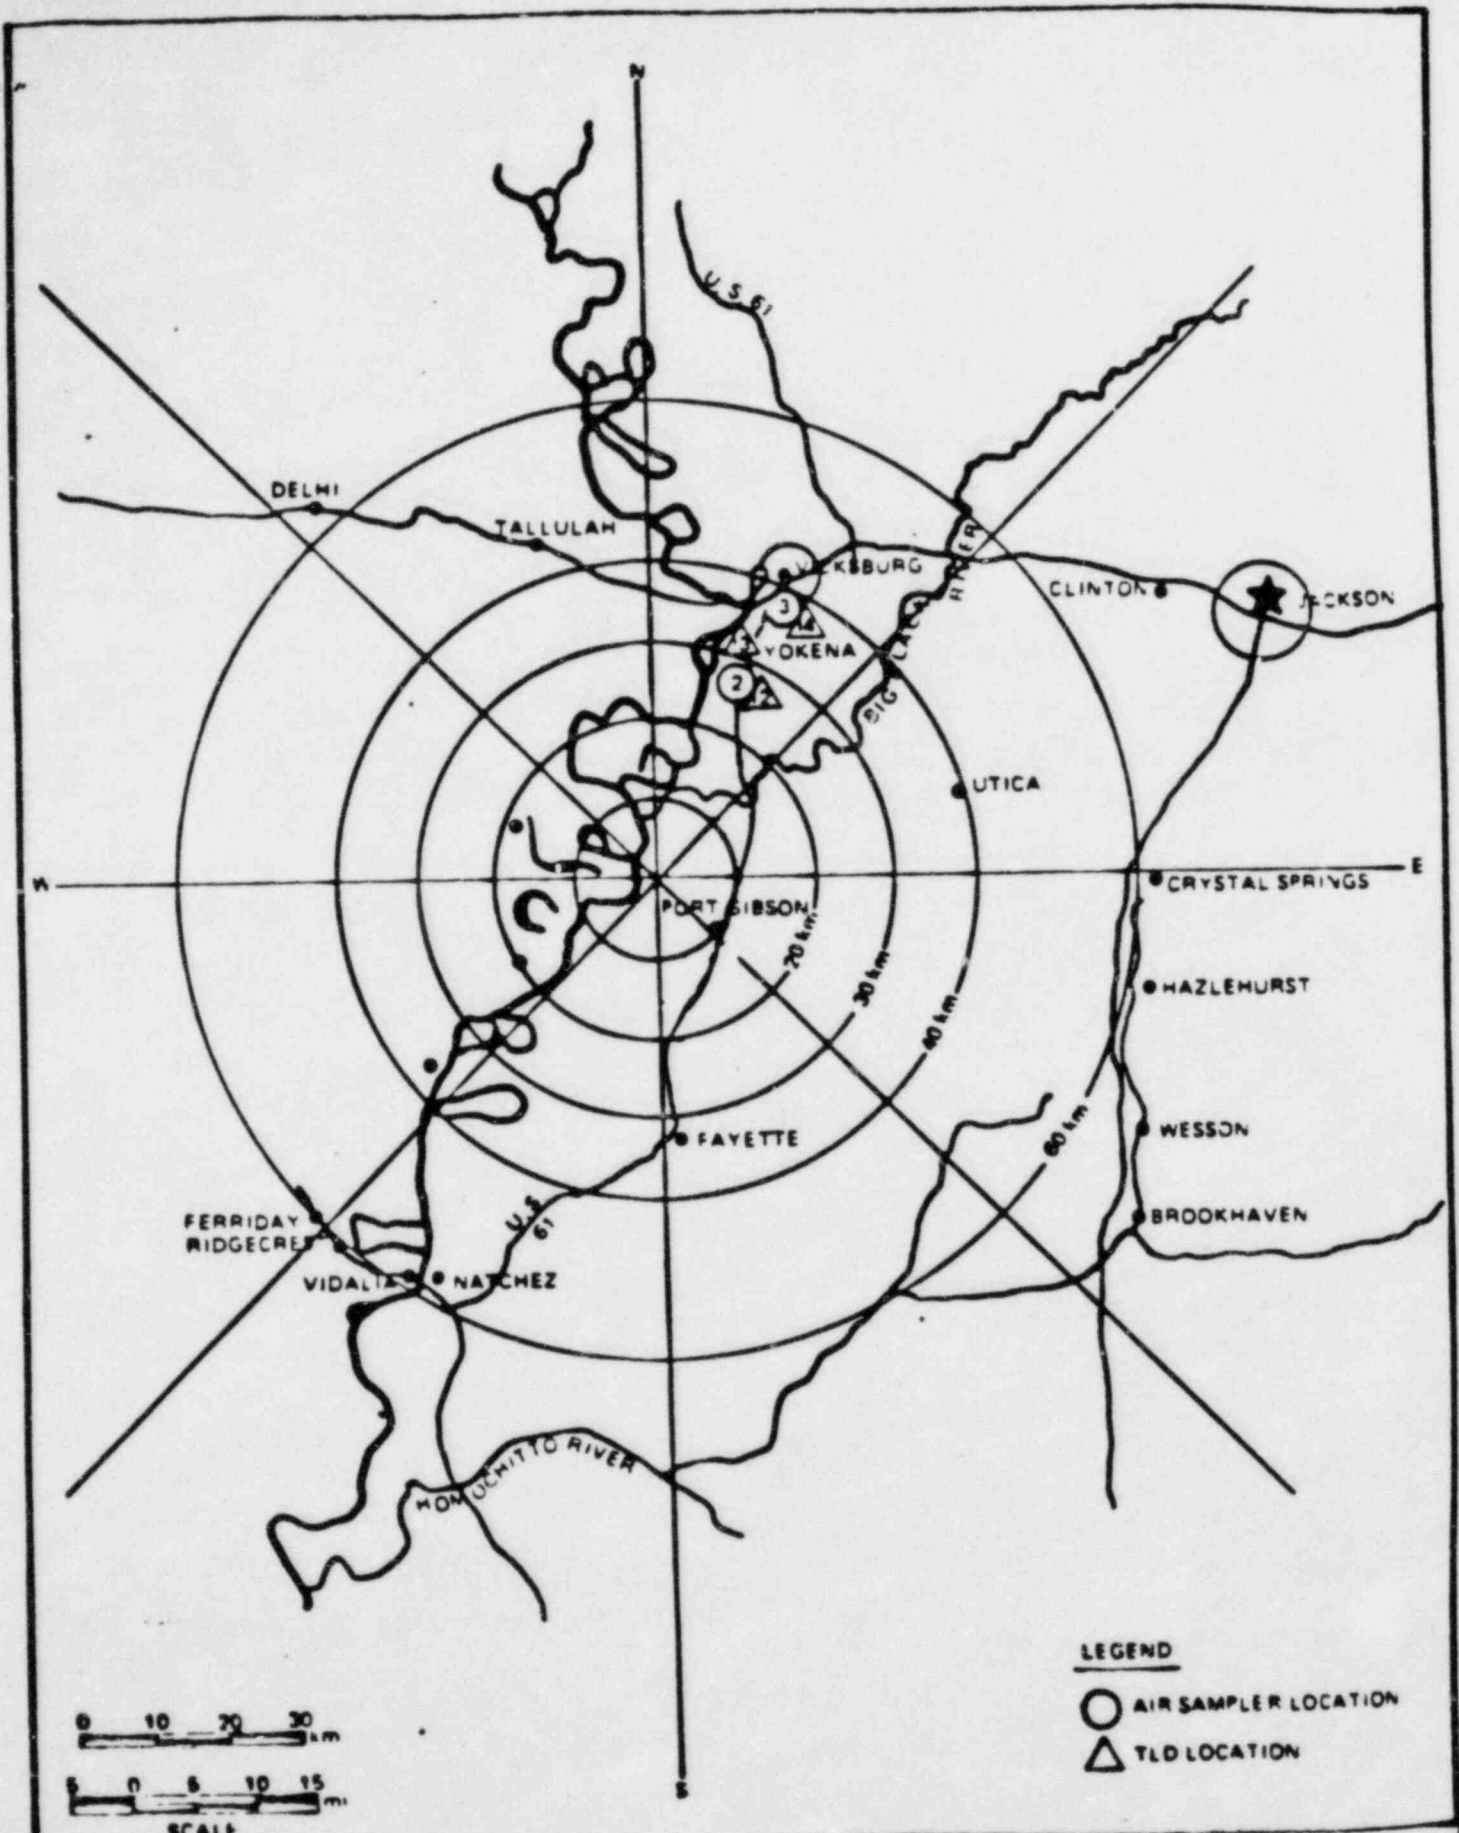 N
U.S. 61
DELHI
TALLULAH
VICKSBURG
3
4
YOKENA
2
BIG BLACK RIVER
CLINTON
JACKSON
UTICA
W
E
CRYSTAL SPRINGS
PORT GIBSON
20 km
30 km
40 km
60 km
HAZLEHURST
FAYETTE
WESSON
U.S.
61
FERRIDAY
BROOKHAVEN
VIDALIA
NATCHEZ
HOMOCHITTO RIVER
LEGEND
AIR SAMPLER LOCATION
TLD LOCATION
0 10 20 30
km
5 0 5 10 15
mi
SCALE
S